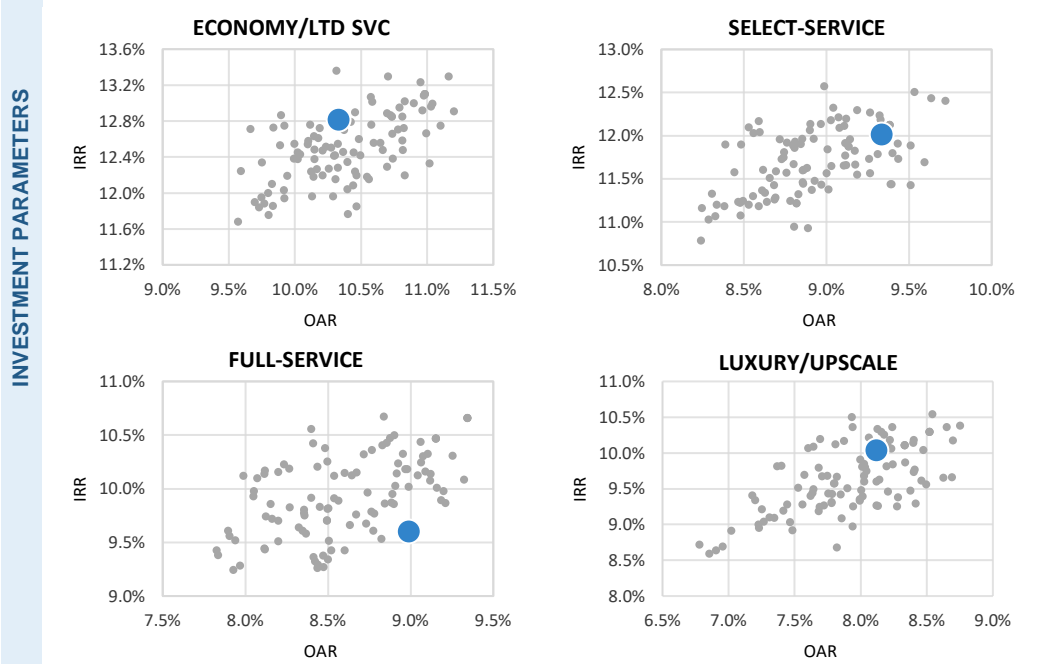 INVESTMENT PARAMETERS
ECONOMY/LTD SVC
13.6%
13.2%
12.8%
12.4%
12.0%
11.6%
11.2%
IRR
9.0% 9.5% 10.0% 10.5% 11.0% 11.5%
OAR
SELECT-SERVICE
13.0%
12.5%
12.0%
11.5%
11.0%
10.5%
IRR
8.0% 8.5% 9.0% 9.5% 10.0%
OAR
FULL-SERVICE
11.0%
10.5%
10.0%
9.5%
9.0%
IRR
7.5% 8.0% 8.5% 9.0% 9.5%
OAR
LUXURY/UPSCALE
11.0%
10.5%
10.0%
9.5%
9.0%
8.5%
8.0%
IRR
6.5% 7.0% 7.5% 8.0% 8.5% 9.0%
OAR